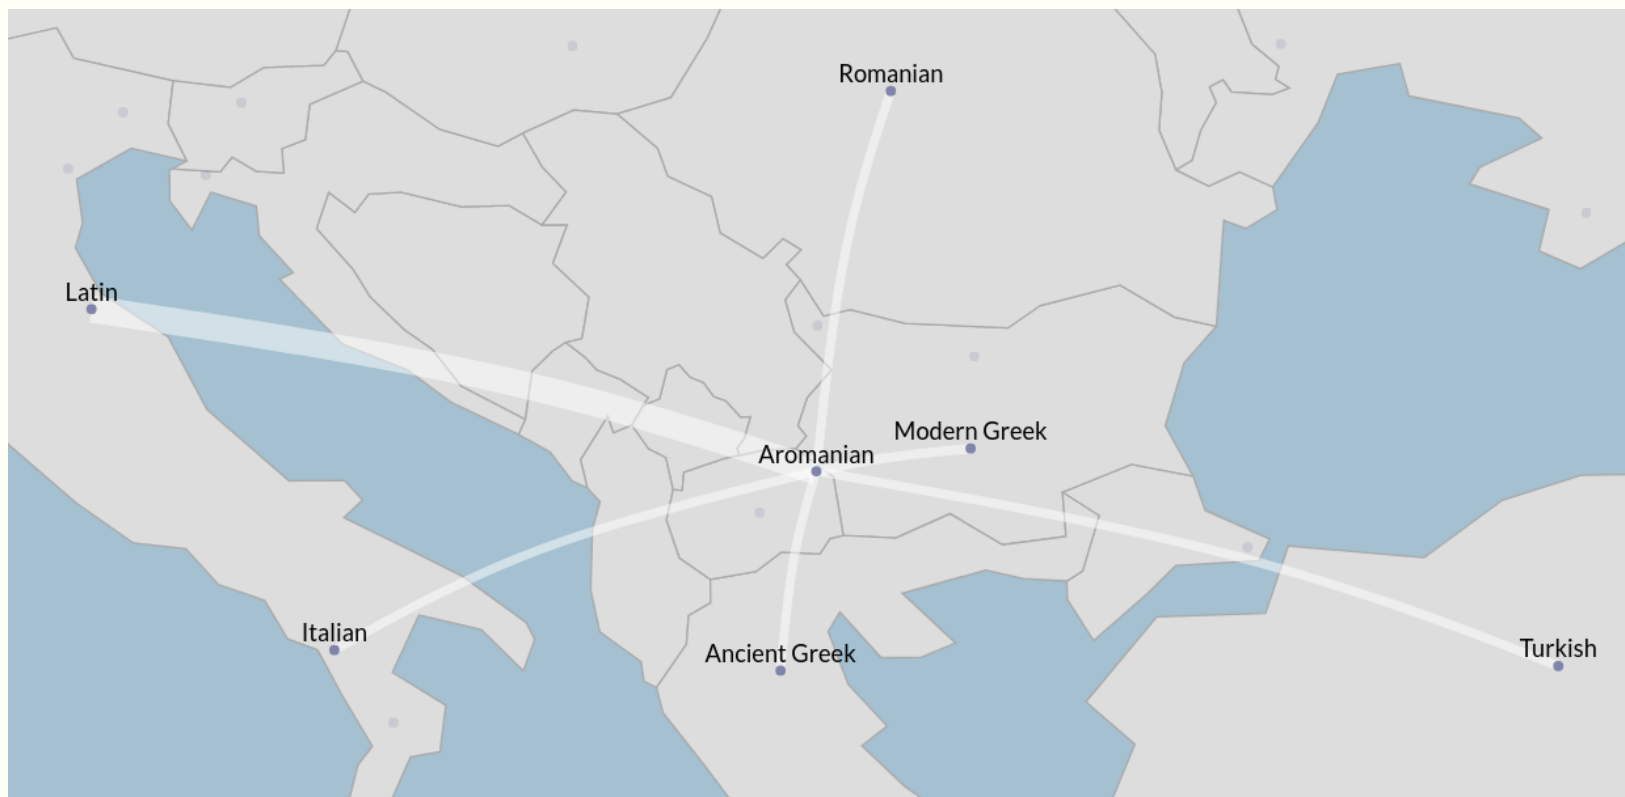 Romanian
Latin
Modern Greek
Aromanian
Italian
Ancient Greek
Turkish